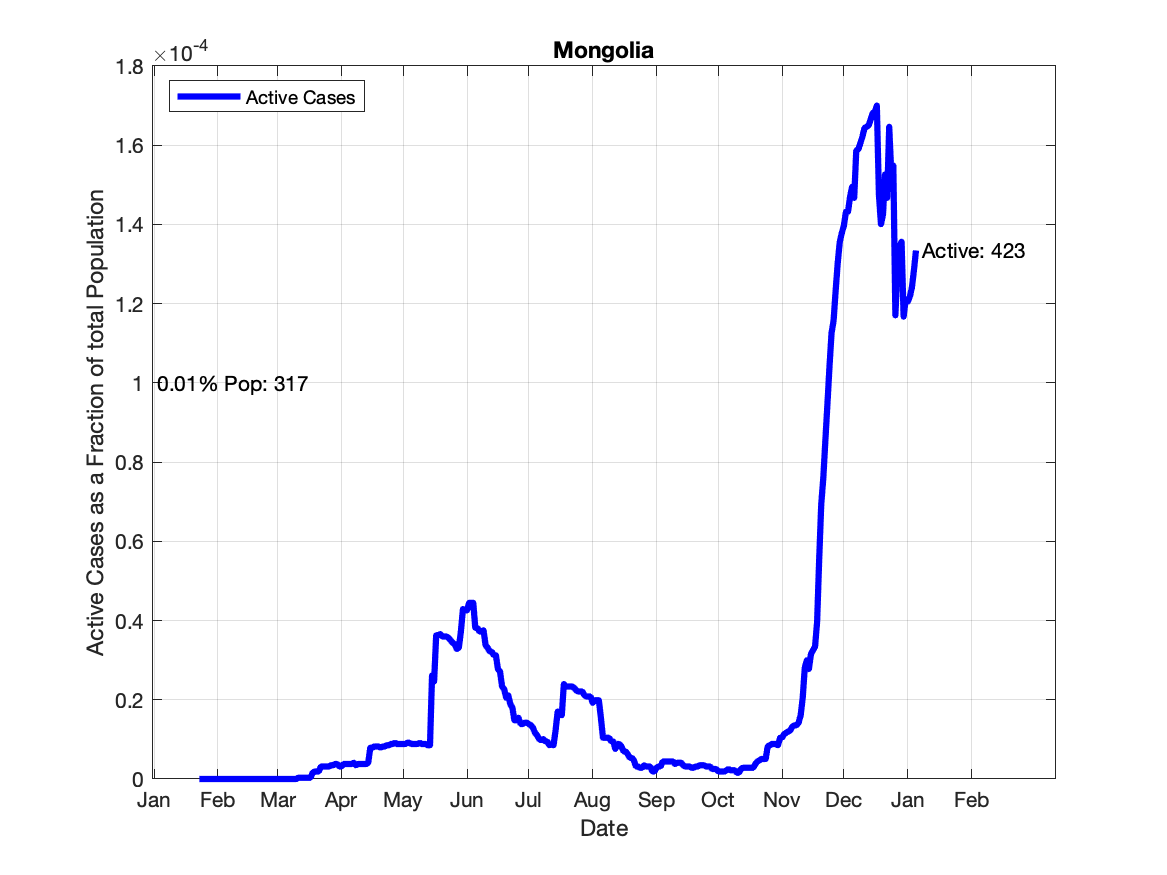 Mongolia
×10-4
1.8
1.6
1.4
1.2
1
0.8
0.6
0.4
0.2
0
Active Cases
Active: 423
0.01% Pop: 317
Active Cases as a Fraction of total Population
Jan Feb Mar Apr May Jun Jul Aug Sep Oct Nov Dec Jan Feb
Date